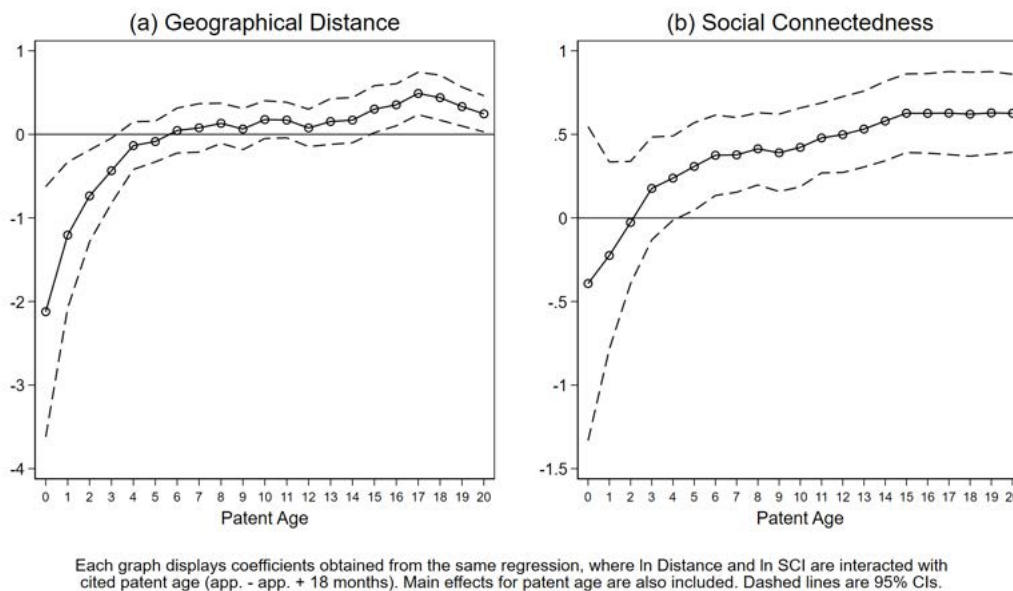 (a) Geographical Distance
1
0
-1
-2
-3
-4
0 1 2 3 4 5 6 7 8 9 10 11 12 13 14 15 16 17 18 19 20
Patent Age
(b) Social Connectedness
1
.5
0
-.5
-1
-1.5
0 1 2 3 4 5 6 7 8 9 10 11 12 13 14 15 16 17 18 19 20
Patent Age
Each graph displays coefficients obtained from the same regression, where ln Distance and ln SCI are interacted with
cited patent age (app. - app. + 18 months). Main effects for patent age are also included. Dashed lines are 95% CIs.